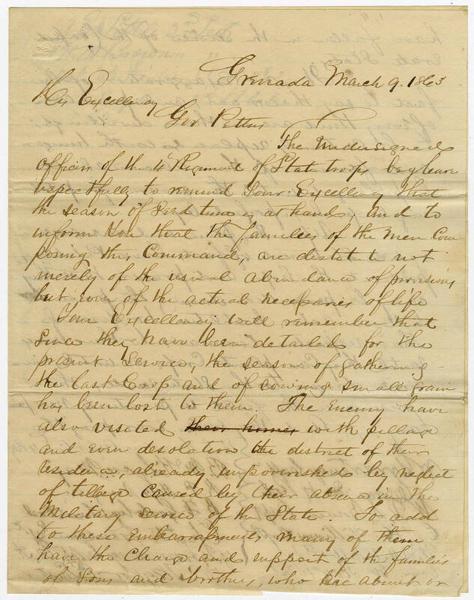 Grenada March 9. 1863
His Excellency
Gov Pettus
The Undersigned
officers of the 4th Regiment of State troops beg leave
respectfully to remind Your Excellency that
the season of Seed time is at hand, and to
inform him that the families of the men Com
posing this Command, are destitute not
merely of the usual abundance of provisions
but even of the actual necessaries of life
Your Excellency will remember that
Since they have been detailed for the
present Service, the season of gathering
the last Crop and of sowing small grain
has been lost to them. The Enemy have
also visited their homes with pillage
and even desolation the district of their
residence, already impoverished by neglect
of tillage caused by their absence in the
Military service of the State. To add
to these embarrassments many of them
have the charge and support of the families
of Sons and brothers, who are absent or